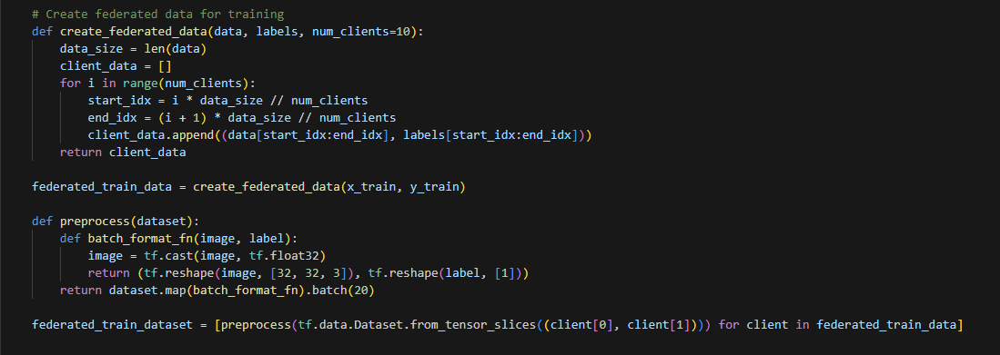 # Create federated data for training
def create_federated_data(data, labels, num_clients=10):
    data_size = len(data)
    client_data = []
    for i in range(num_clients):
        start_idx = i * data_size // num_clients
        end_idx = (i + 1) * data_size // num_clients
        client_data.append((data[start_idx:end_idx], labels[start_idx:end_idx]))
    return client_data

federated_train_data = create_federated_data(x_train, y_train)

def preprocess(dataset):
    def batch_format_fn(image, label):
        image = tf.cast(image, tf.float32)
        return (tf.reshape(image, [32, 32, 3]), tf.reshape(label, [1]))
    return dataset.map(batch_format_fn).batch(20)

federated_train_dataset = [preprocess(tf.data.Dataset.from_tensor_slices((client[0], client[1]))) for client in federated_train_data]